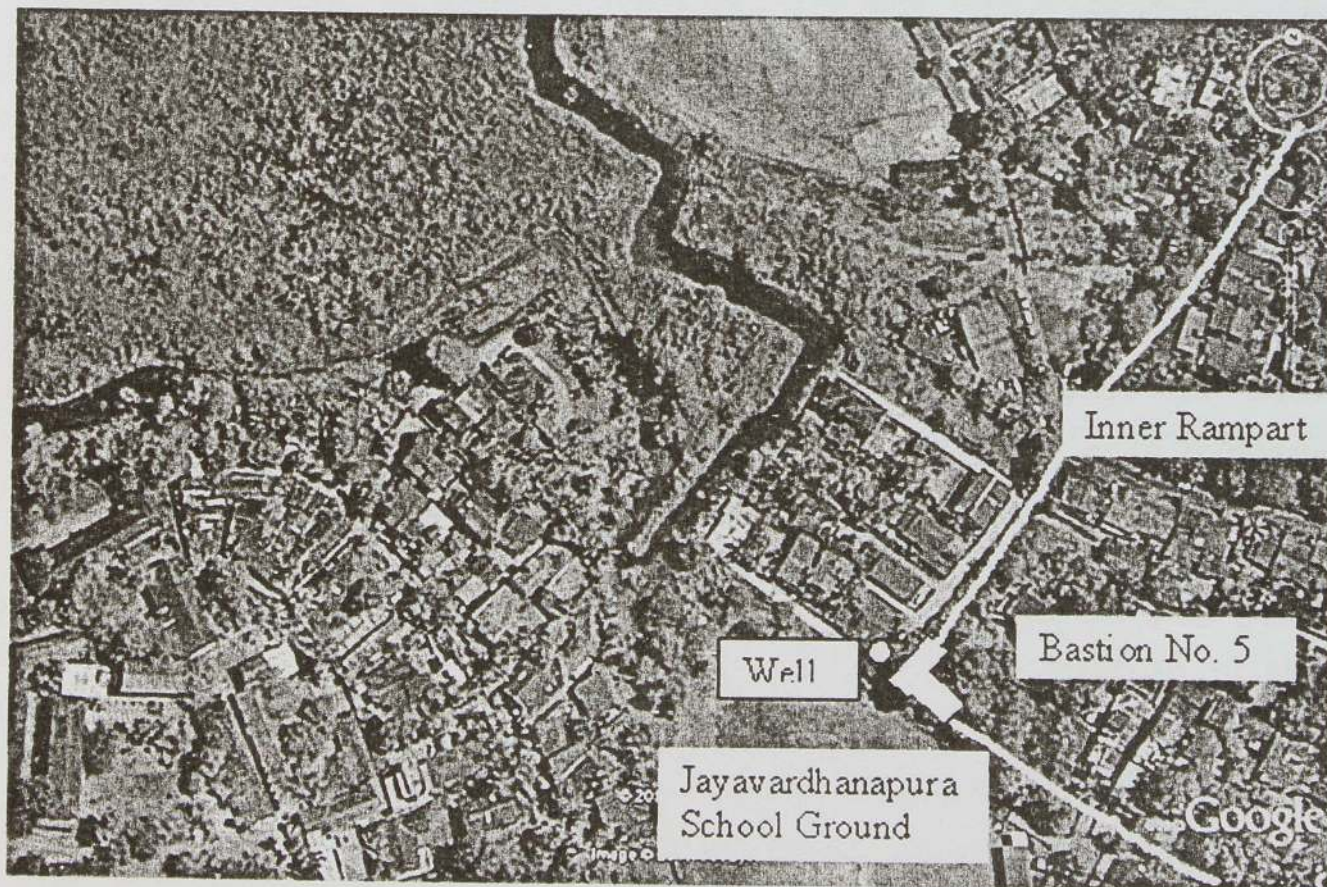 Inner Rampart
Bastion No. 5
Well
Jayavardhanapura
School Ground
Google